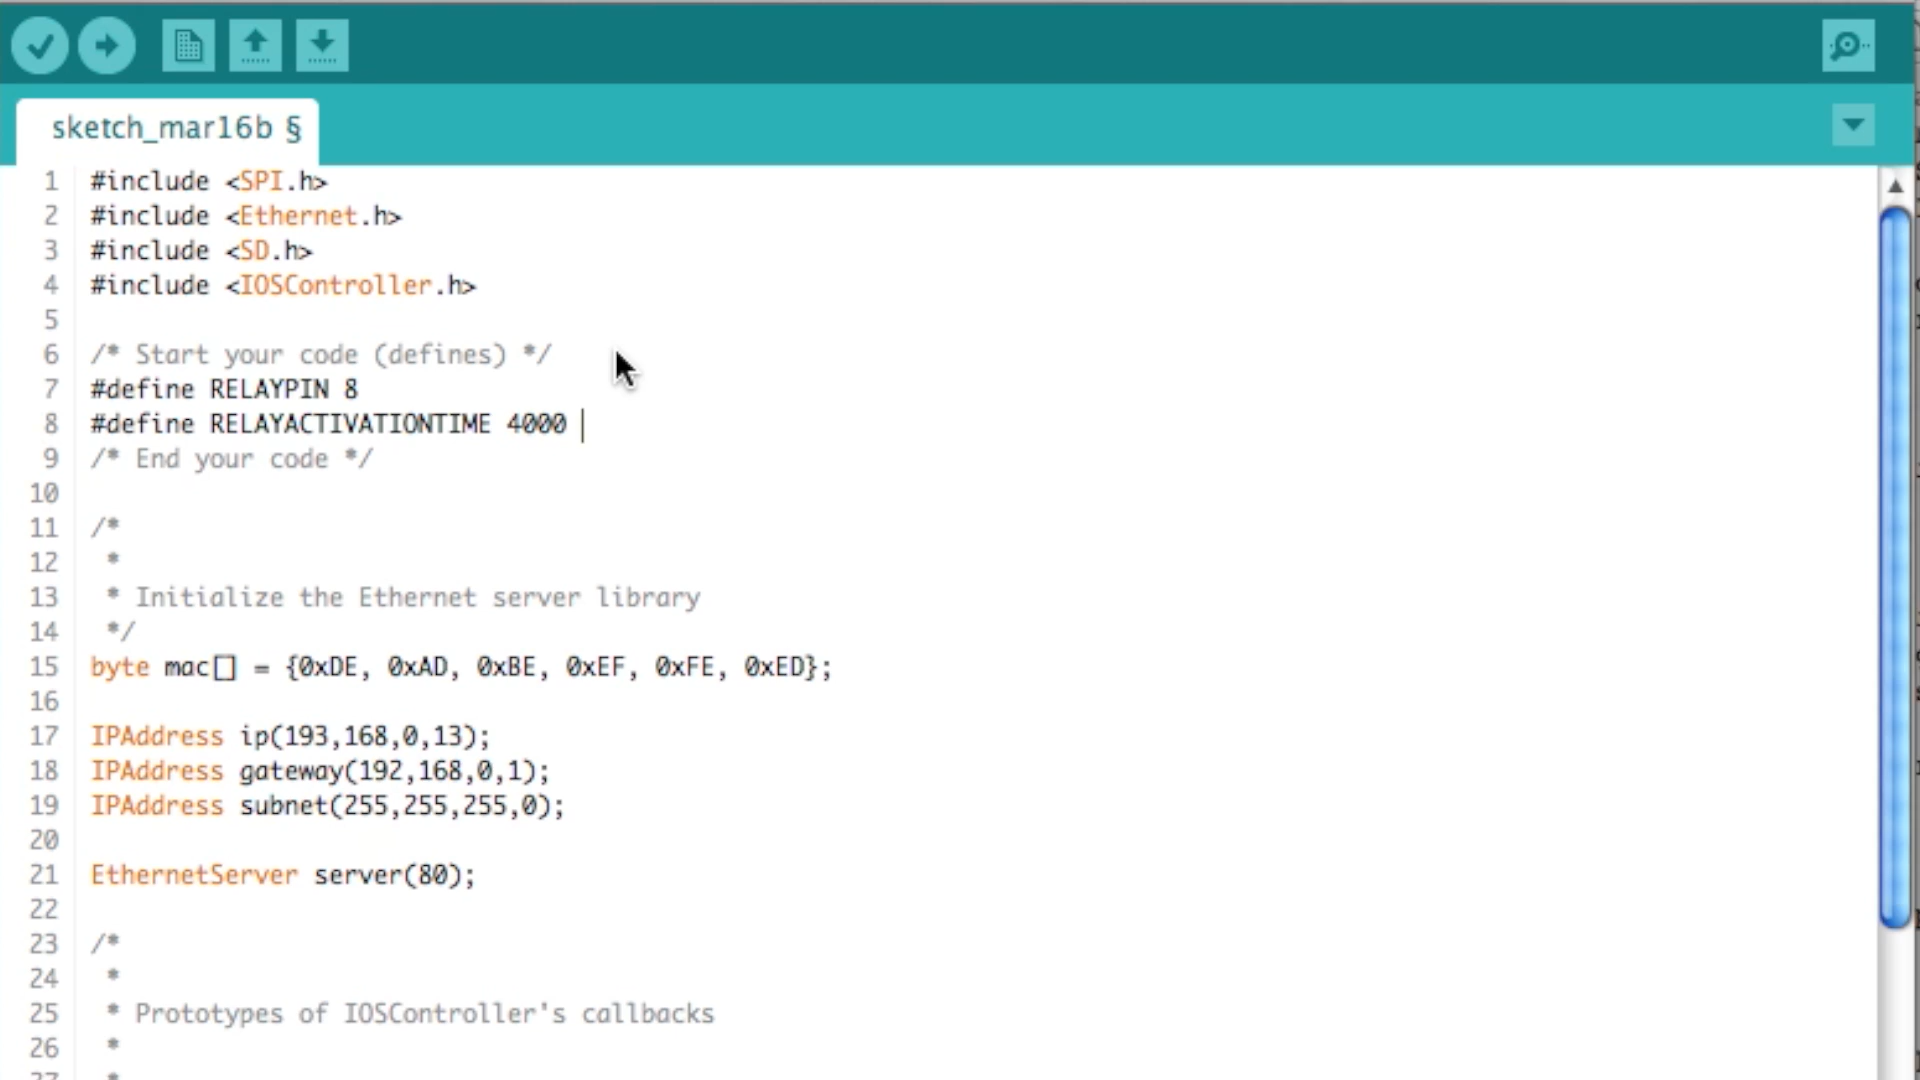 sketch_mar16b §
1 #include <SPI.h>
2 #include <Ethernet.h>
3 #include <SD.h>
4 #include <IOSController.h>
5
6 /* Start your code (defines) */
7 #define RELAYPIN 8
8 #define RELAYACTIVATIONTIME 4000
9 /* End your code */
10
11 /*
12 *
13 * Initialize the Ethernet server library
14 */
15 byte mac[] = {0xDE, 0xAD, 0xBE, 0xEF, 0xFE, 0xED};
16
17 IPAddress ip(193,168,0,13);
18 IPAddress gateway(192,168,0,1);
19 IPAddress subnet(255,255,255,0);
20
21 EthernetServer server(80);
22
23 /*
24 *
25 * Prototypes of IOSController's callbacks
26 *
27 *